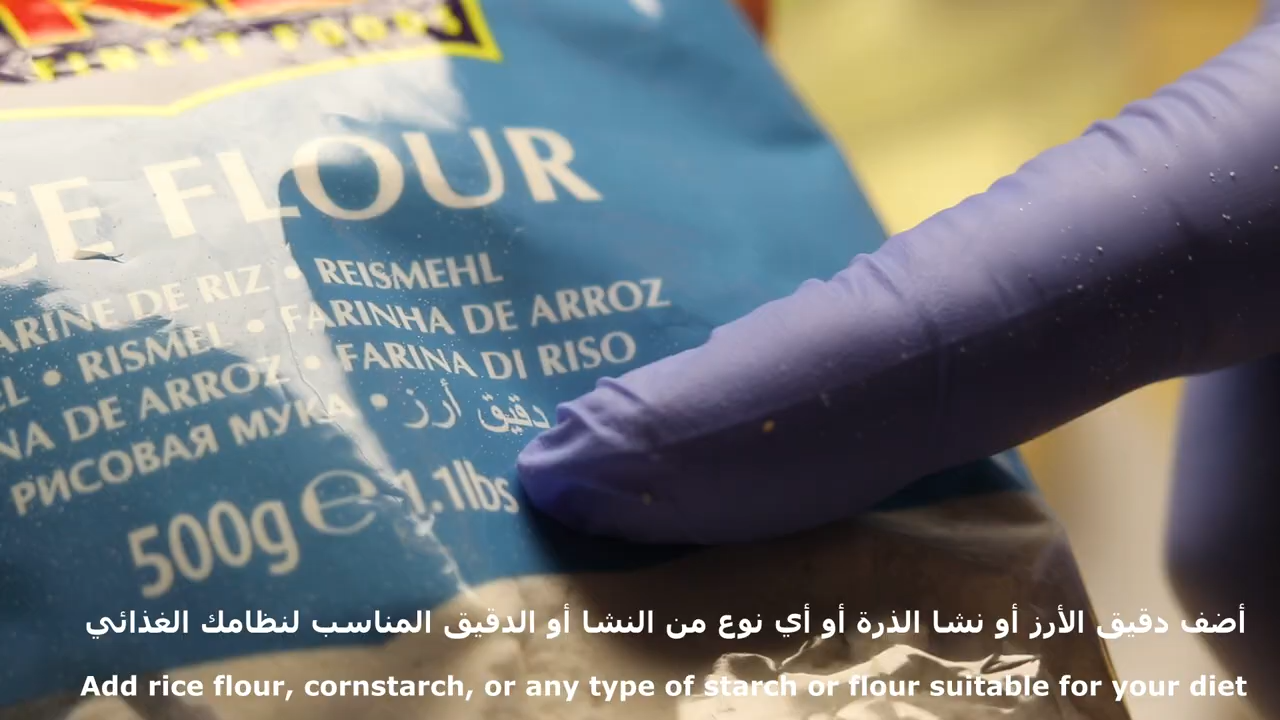 FINEST FOODS
CE FLOUR
ARINE DE RIZ • REISMEHL
EL • RISMEL • FARINHA DE ARROZ
NA DE ARROZ • FARINA DI RISO
РИСОВАЯ МУКА • دقيق أرز
500g ℮ 1.1lbs
أضف دقيق الأرز أو نشا الذرة أو أي نوع من النشا أو الدقيق المناسب لنظامك الغذائي
Add rice flour, cornstarch, or any type of starch or flour suitable for your diet